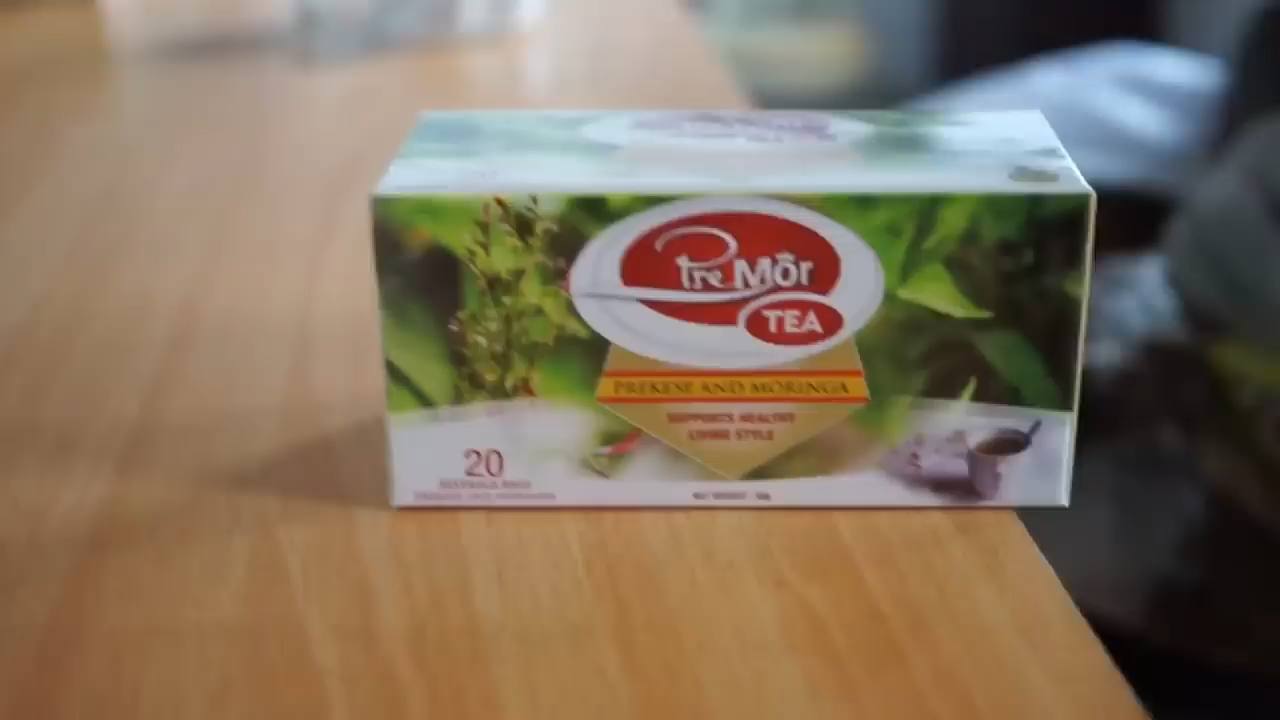 PreMôr
TEA
PREKESE AND MORINGA
SUPPORTS HEALTHY
LIVING STYLE
20